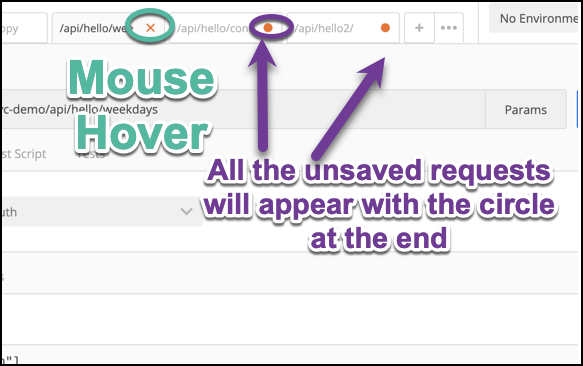 opy /api/hello/wee /api/hello/con /api/hello2/ + ••• No Environme
Mouse
Hover
vc-demo/api/hello/weekdays Params
st Script Tests
All the unsaved requests
will appear with the circle
at the end
uth
s
"]